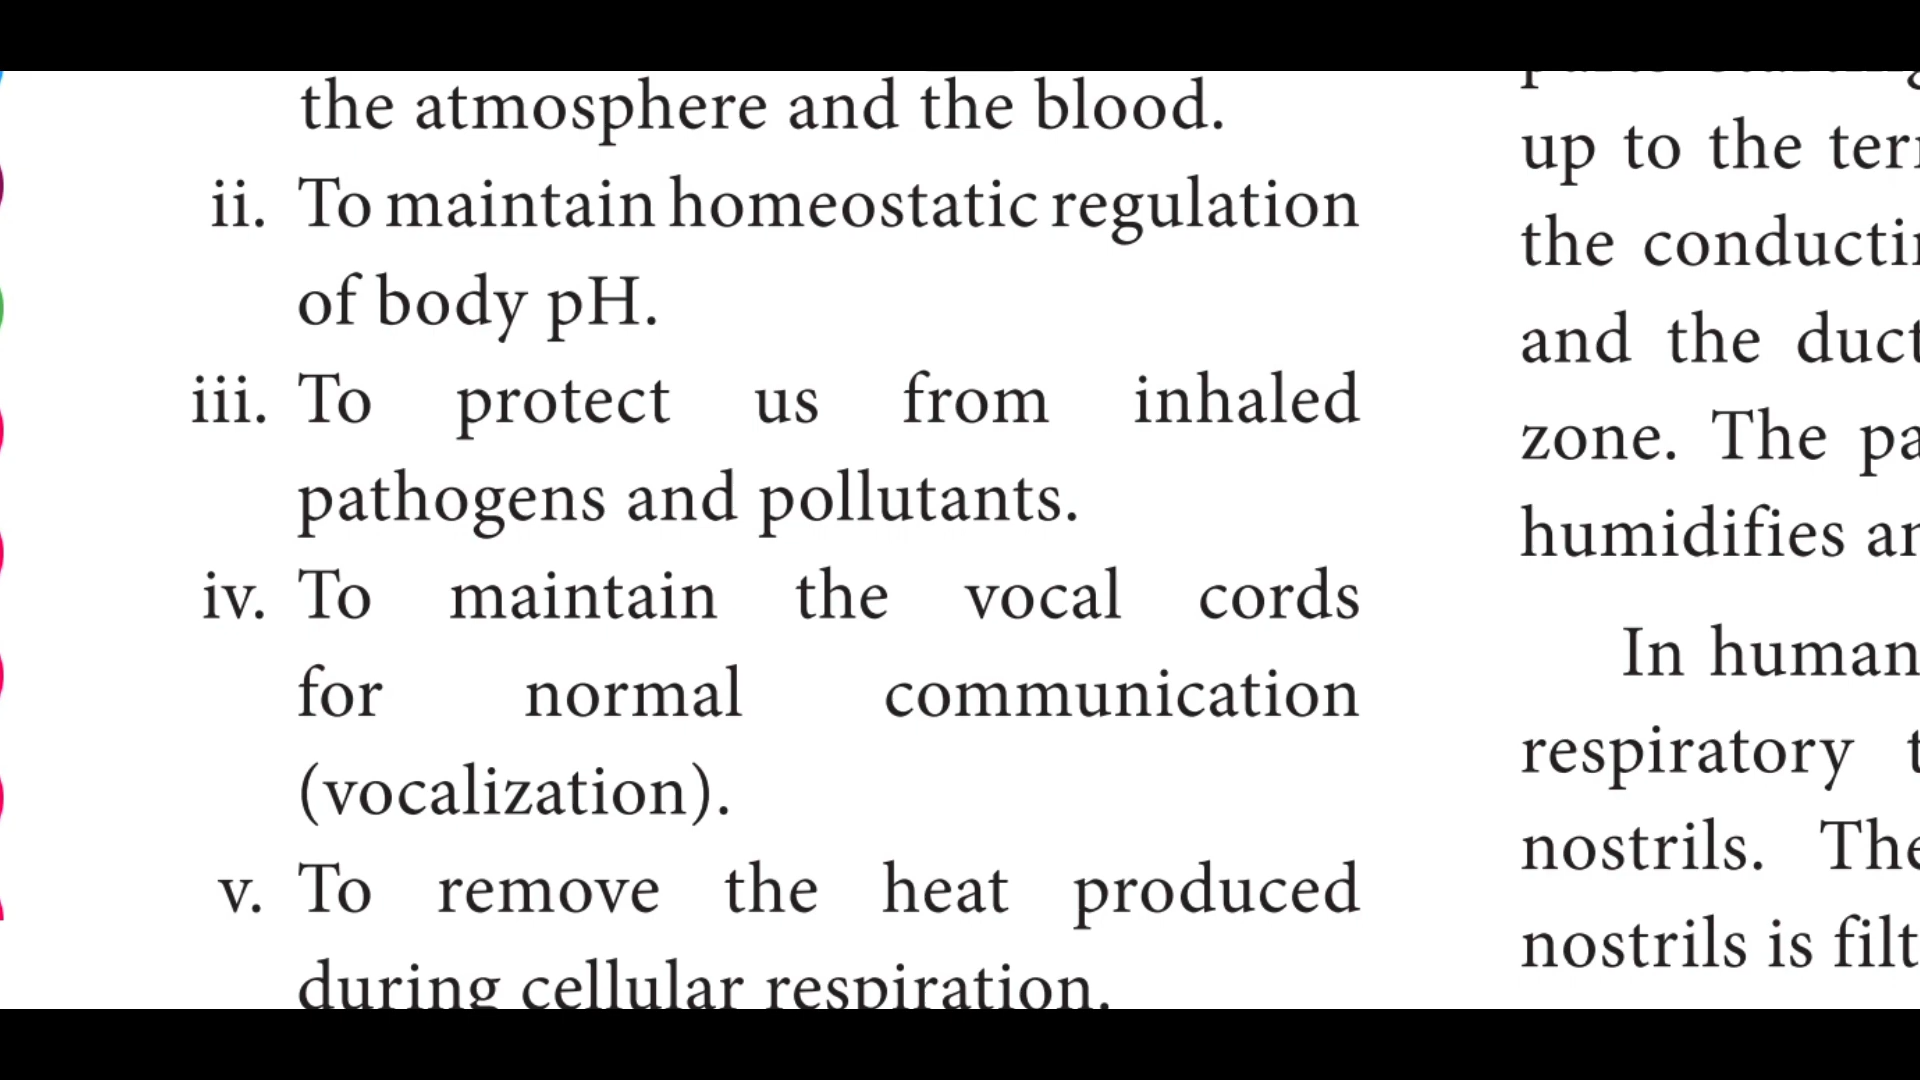 the atmosphere and the blood.
ii. To maintain homeostatic regulation
of body pH.
iii. To protect us from inhaled
pathogens and pollutants.
iv. To maintain the vocal cords
for normal communication
(vocalization).
v. To remove the heat produced
during cellular respiration.
up to the
the
and the
zone. The
humidifies
In human
respiratory
nostrils. The
nostrils is